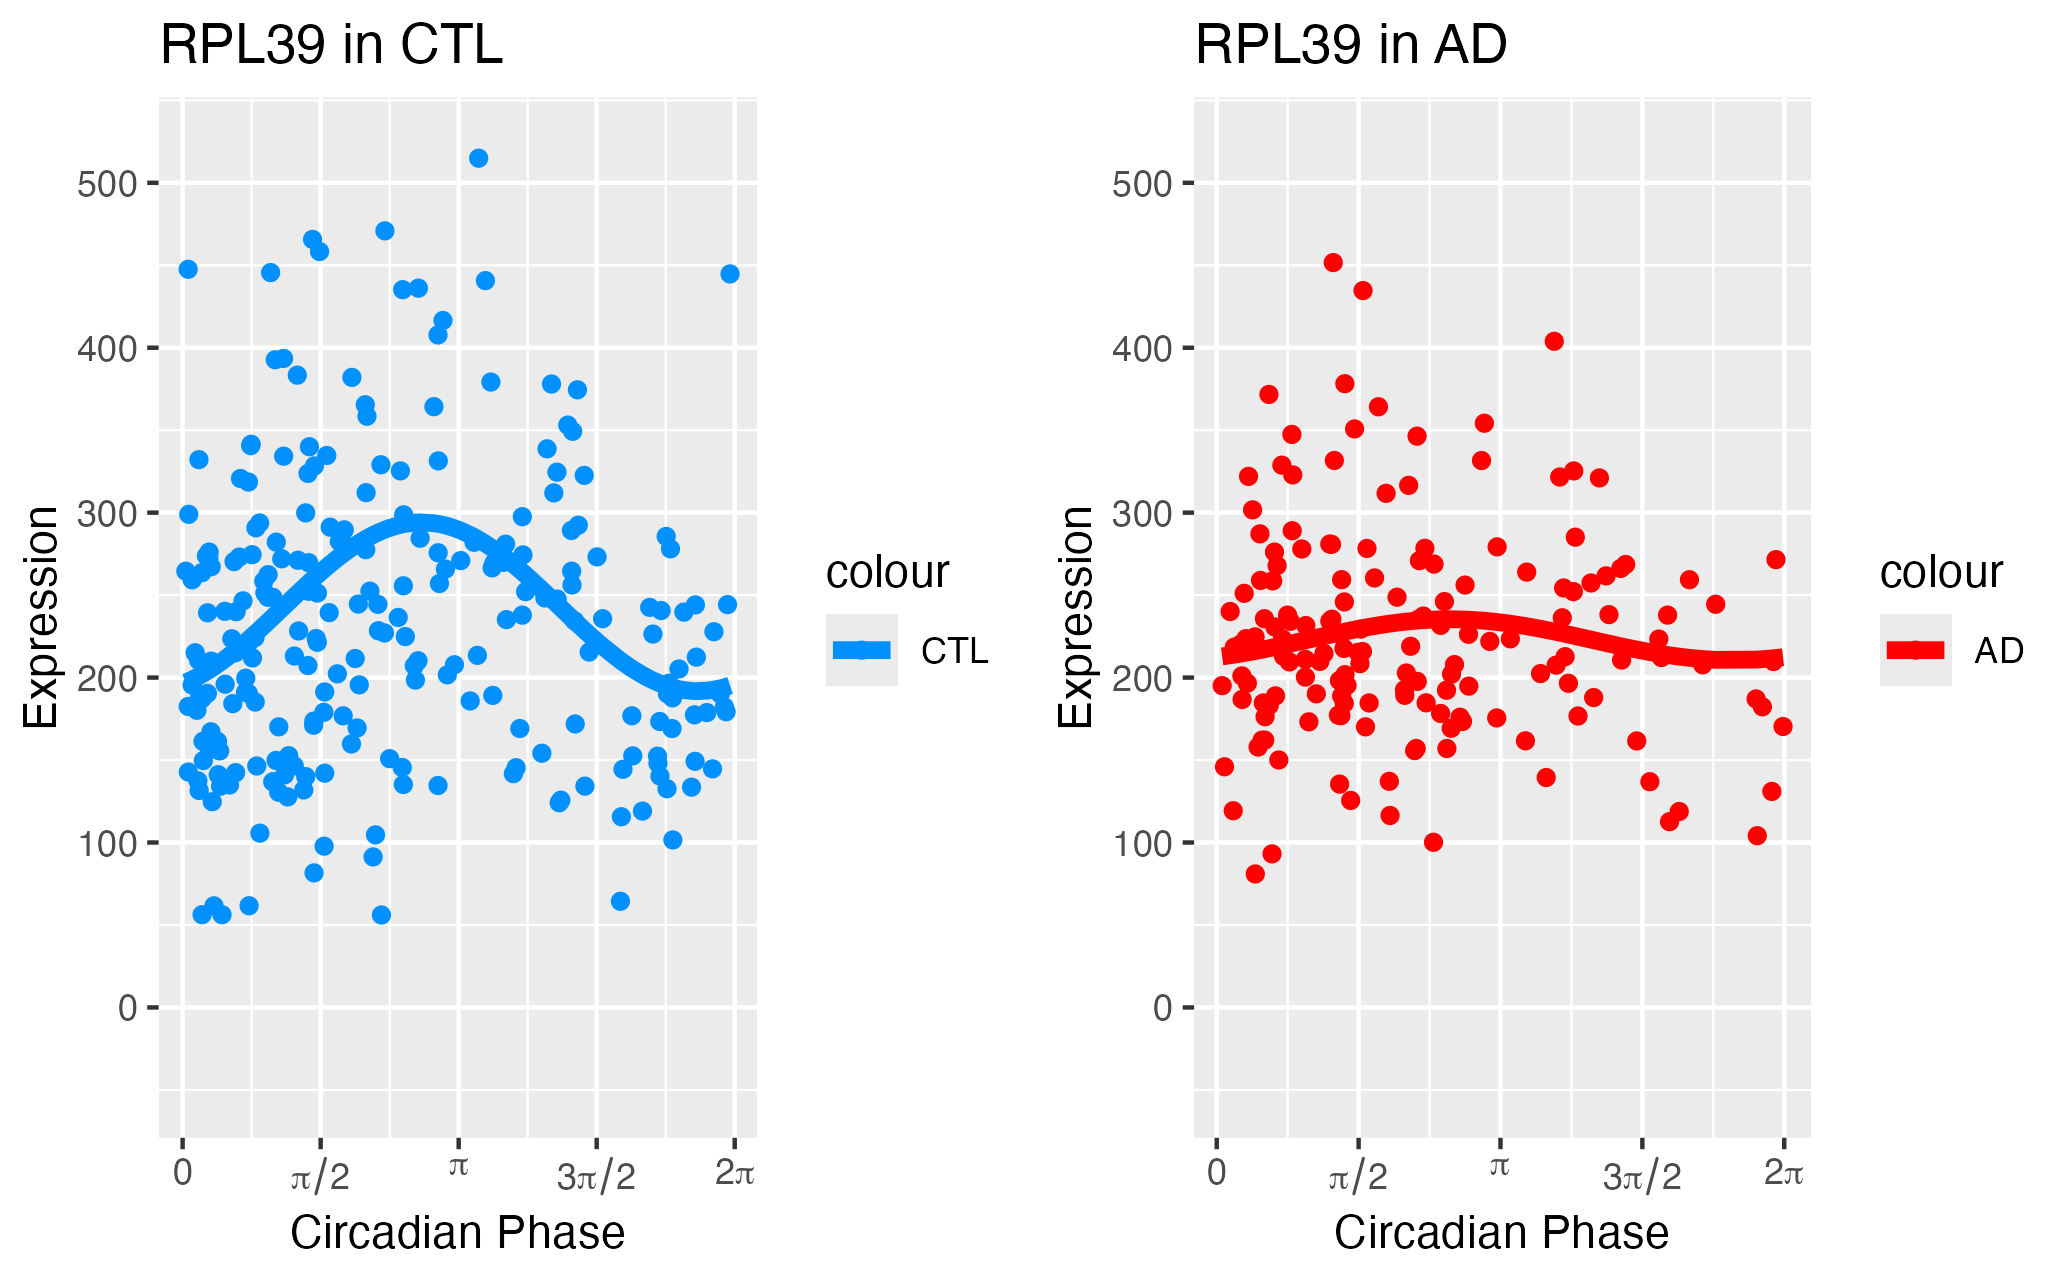 RPL39 in CTL
Expression
500
400
300
200
100
0
0 π/2 π 3π/2 2π
Circadian Phase
colour
CTL
RPL39 in AD
Expression
500
400
300
200
100
0
0 π/2 π 3π/2 2π
Circadian Phase
colour
AD